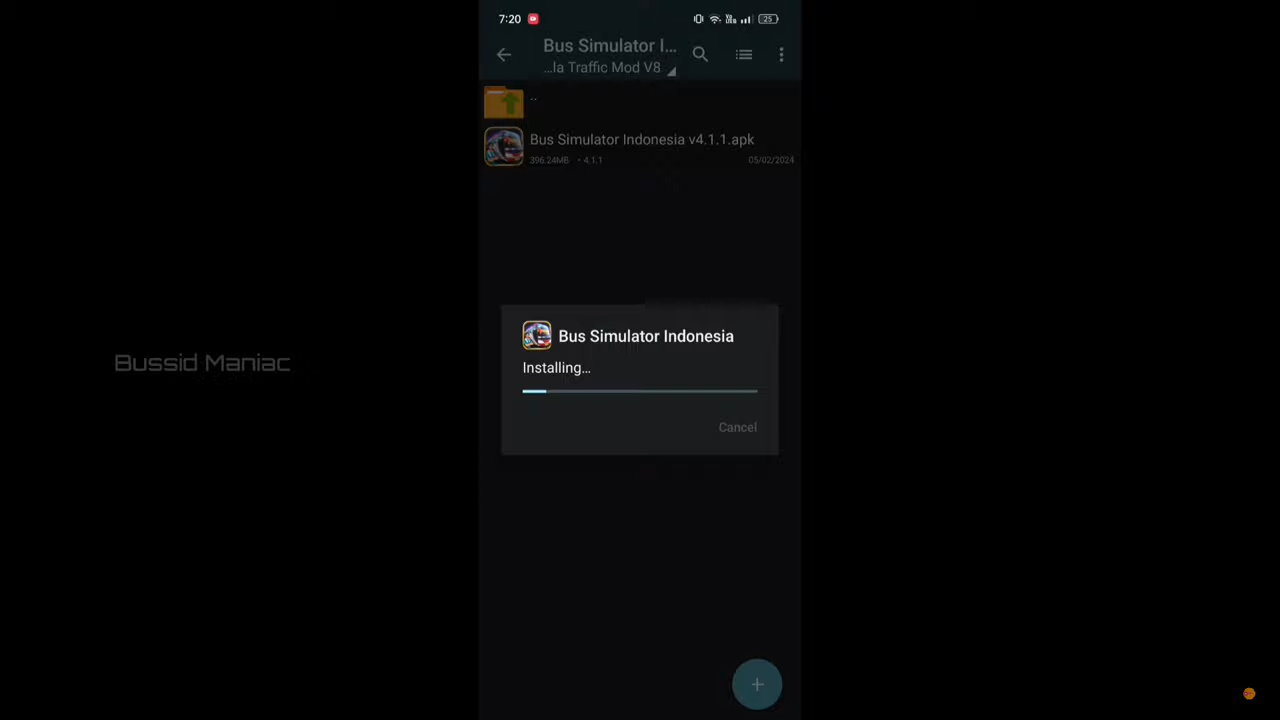 7:20
25
Bus Simulator I...
...la Traffic Mod V8
..
Bus Simulator Indonesia v4.1.1.apk
396.24MB • 4.1.1
05/02/2024
Bus Simulator Indonesia
Installing...
Cancel
Bussid Maniac
+